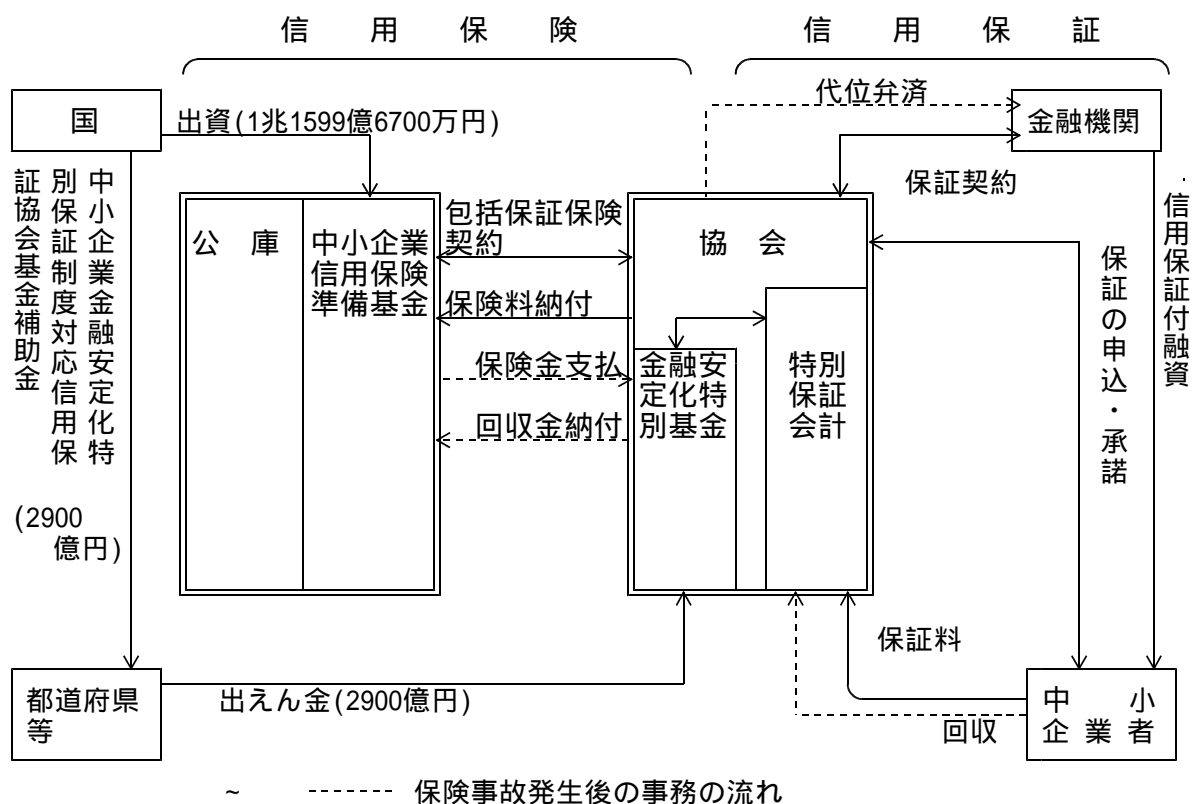 信用保険
信用保証
国
出資(1兆1599億6700万円)
代位弁済
金融機関
保証契約
中小企業金融安定化特
別保証制度対応信用保
証協会基金補助金
(2900
億円)
公庫
中小企業
信用保険
準備基金
包括保証保険
契約
保険料納付
保険金支払
回収金納付
協会
金融安
定化特
別基金
特別
保証
会計
保証の申込・承諾
信用保証付融資
保証料
回収
都道府県
等
出えん金(2900億円)
中小
企業者
~ 保険事故発生後の事務の流れ